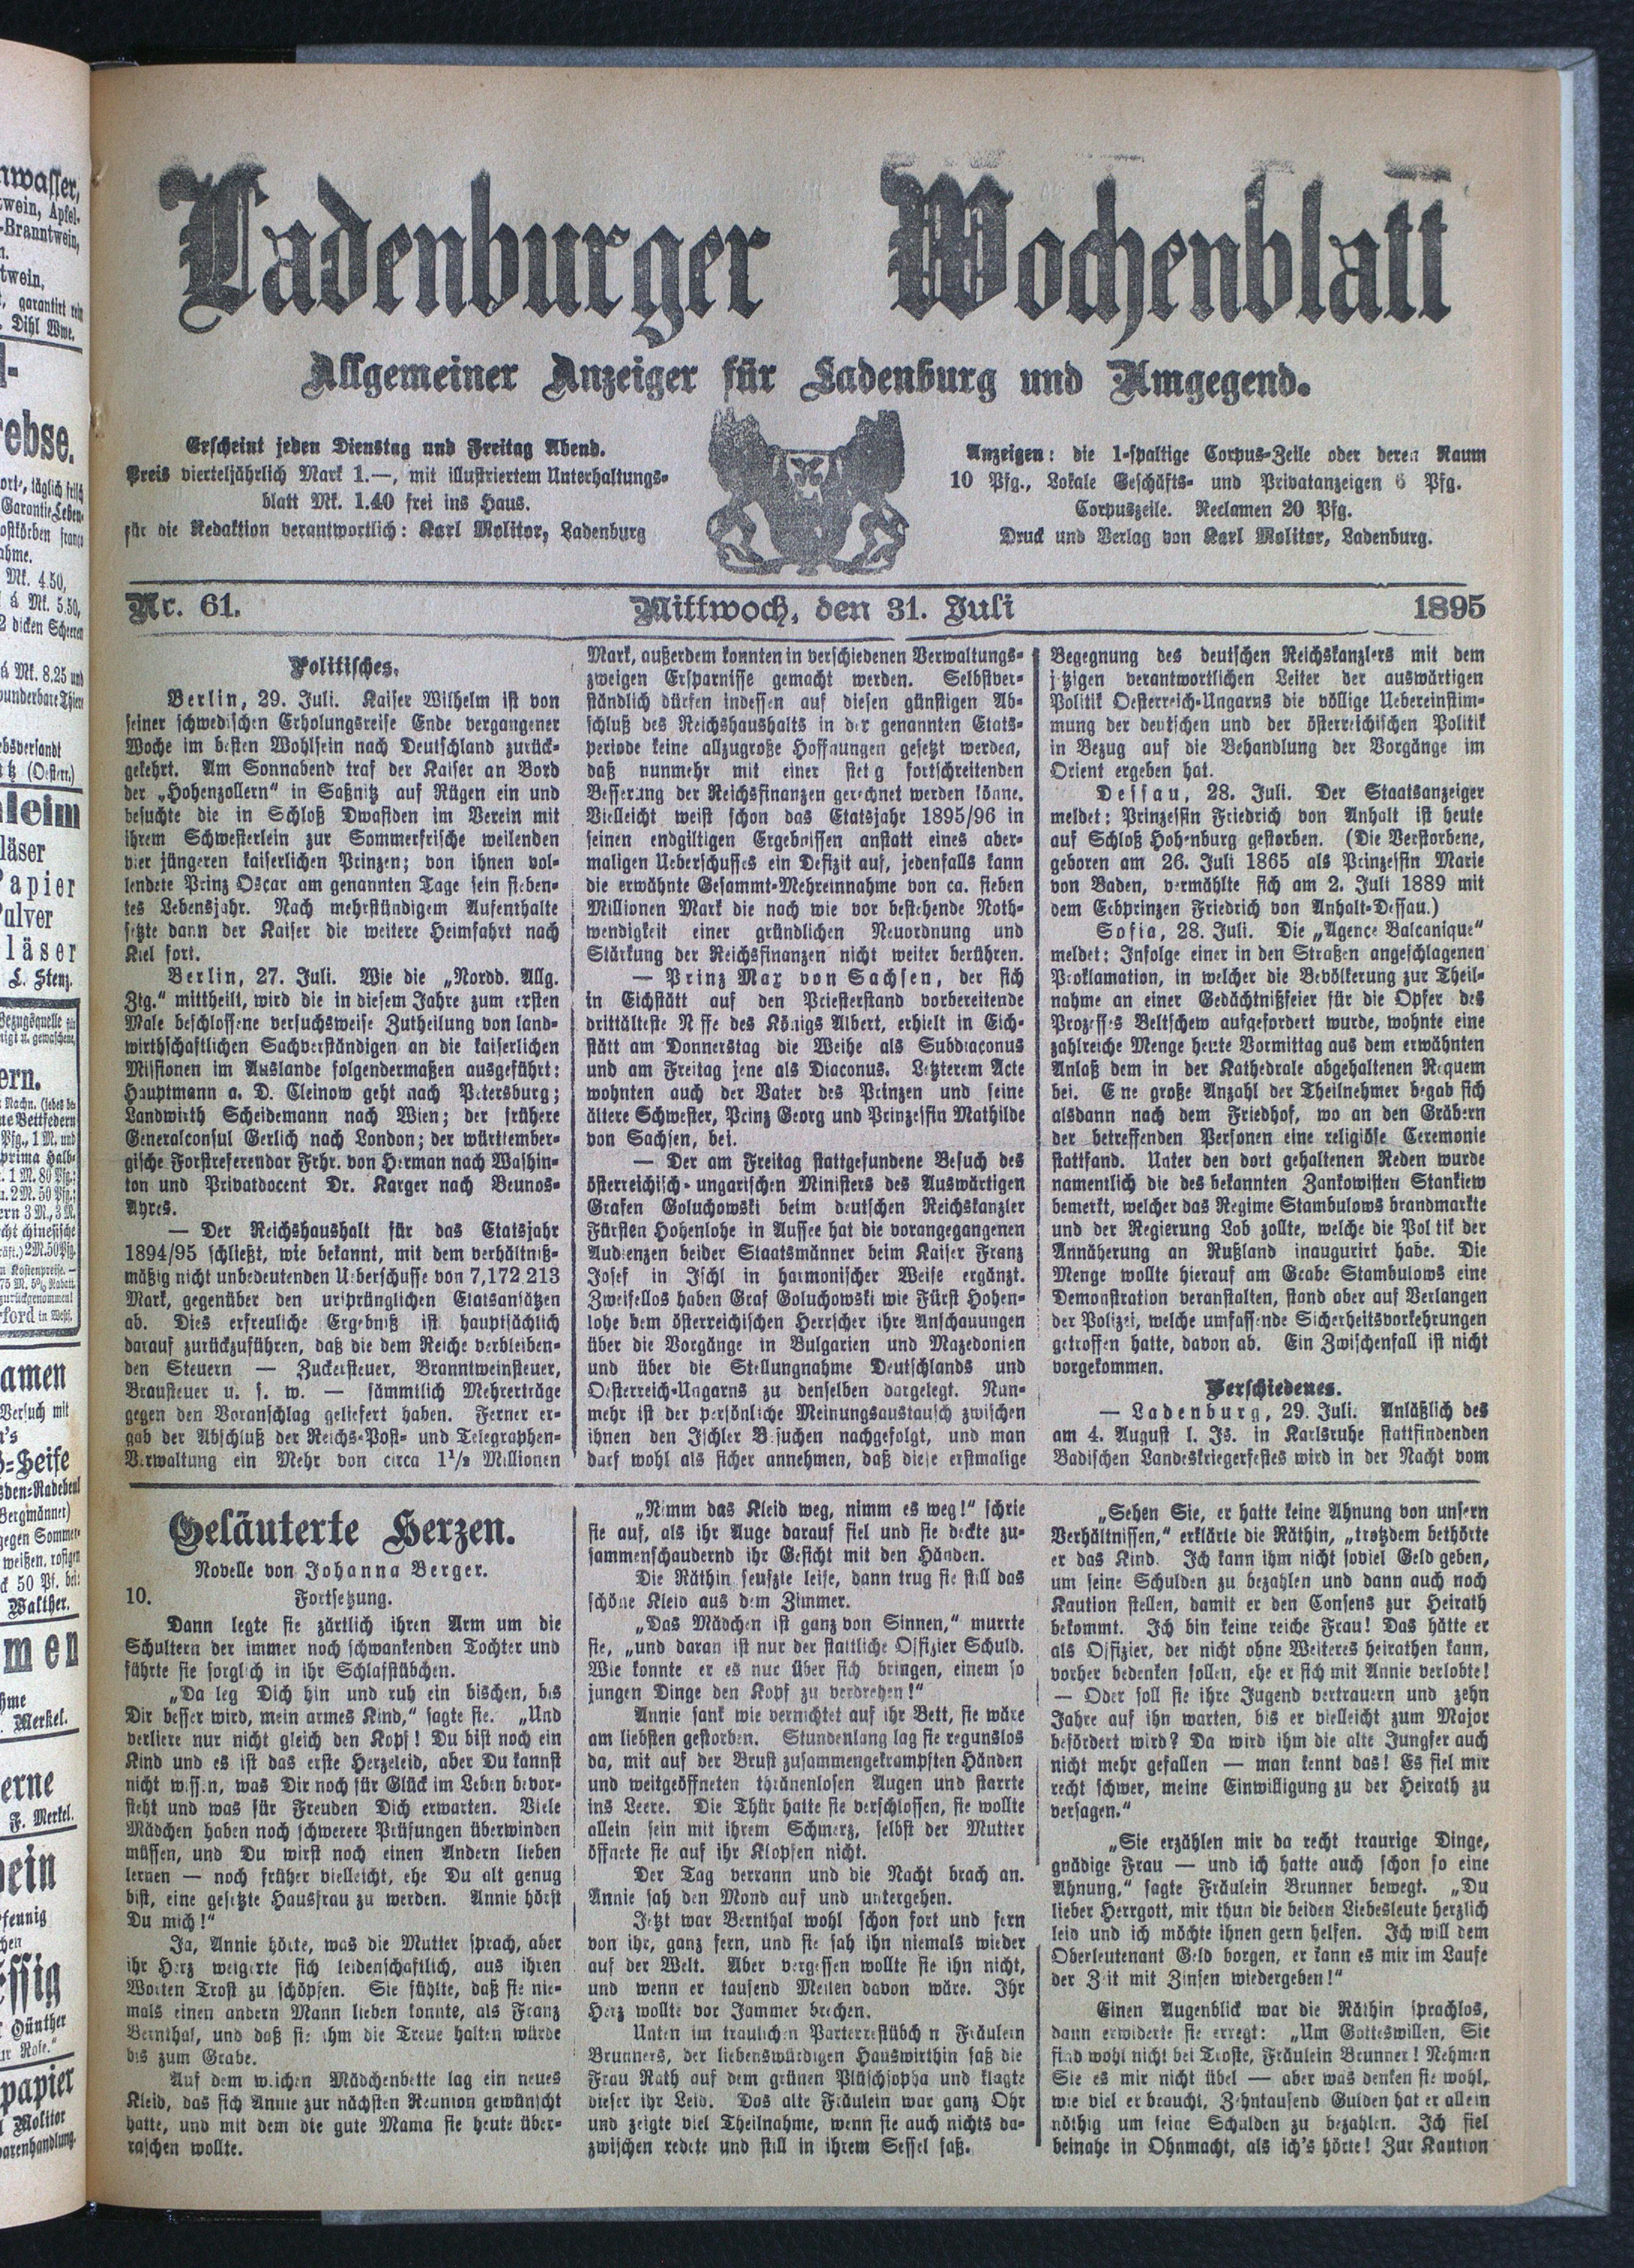 Ladenburger Wochenblatt
Allgemeiner Anzeiger für Ladenburg und Umgegend.
Erscheint jeden Dienstag und Freitag Abend.
Preis vierteljährlich Mark 1.—, mit illustriertem Unterhaltungs-
blatt Mk. 1.40 frei ins Haus.
für die Redaktion verantwortlich: Karl Molitor, Ladenburg
Anzeigen: die 1-spaltige Corpus-Zeile oder deren Raum
10 Pfg., Lokale Geschäfts- und Privatanzeigen 6 Pfg.
Corpuszeile. Reclamen 20 Pfg.
Druck und Verlag von Karl Molitor, Ladenburg.
Nr. 61.
Mittwoch, den 31. Juli
1895
Politisches.
Berlin, 29. Juli. Kaiser Wilhelm ist von
seiner schwedischen Erholungsreise Ende vergangener
Woche im besten Wohlsein nach Deutschland zurück-
gekehrt. Am Sonnabend traf der Kaiser an Bord
der „Hohenzollern“ in Saßnitz auf Rügen ein und
besuchte die in Schloß Dwasiden im Verein mit
ihrem Schwesterlein zur Sommerfrische weilenden
vier jüngeren kaiserlichen Prinzen; von ihnen vol-
lendete Prinz Oscar am genannten Tage sein sieben-
tes Lebensjahr. Nach mehrstündigem Aufenthalte
setzte dann der Kaiser die weitere Heimfahrt nach
Kiel fort.
Berlin, 27. Juli. Wie die „Nordd. Allg.
Ztg.“ mittheilt, wird die in diesem Jahre zum ersten
Male beschlossene versuchsweise Zutheilung von land-
wirthschaftlichen Sachverständigen an die kaiserlichen
Missionen im Auslande folgendermaßen ausgeführt:
Hauptmann a. D. Cleinow geht nach Petersburg;
Landwirth Scheidemann nach Wien; der frühere
Generalconsul Gerlich nach London; der württember-
gische Forstreferendar Frhr. von Herman nach Washin-
ton und Privatdocent Dr. Karger nach Beunos-
Ayres.
— Der Reichshaushalt für das Etatsjahr
1894/95 schließt, wie bekannt, mit dem verhältniß-
mäßig nicht unbedeutenden Ueberschusse von 7,172 213
Mark, gegenüber den ursprünglichen Etatsansätzen
ab. Dies erfreuliche Ergebniß ist hauptsächlich
darauf zurückzuführen, daß die dem Reiche verbleiben-
den Steuern — Zuckersteuer, Branntweinsteuer,
Brausteuer u. s. w. — sämmtlich Mehrerträge
gegen den Voranschlag geliefert haben. Ferner er-
gab der Abschluß der Reichs-Post- und Telegraphen-
Verwaltung ein Mehr von circa 1½ Millionen
Mark, außerdem konnten in verschiedenen Verwaltungs-
zweigen Ersparnisse gemacht werden. Selbstver-
ständlich dürfen indessen auf diesen günstigen Ab-
schluß des Reichshaushalts in der genannten Etats-
periode keine allzugroße Hoffnungen gesetzt werden,
daß nunmehr mit einer stet g fortschreitenden
Besserung der Reichsfinanzen gerechnet werden könne.
Vielleicht weist schon das Etatsjahr 1895/96 in
seinen endgiltigen Ergebnissen anstatt eines aber-
maligen Ueberschusses ein Defizit auf, jedenfalls kann
die erwähnte Gesammt-Mehreinnahme von ca. sieben
Millionen Mark die nach wie vor bestehende Noth-
wendigkeit einer gründlichen Neuordnung und
Stärkung der Reichsfinanzen nicht weiter berühren.
— Prinz Max von Sachsen, der sich
in Eichstätt auf den Priesterstand vorbereitende
drittälteste N ffe des Königs Albert, erhielt in Eich-
stätt am Donnerstag die Weihe als Subdiaconus
und am Freitag jene als Diaconus. Letzterem Acte
wohnten auch der Vater des Prinzen und seine
ältere Schwester, Prinz Georg und Prinzessin Mathilde
von Sachsen, bei.
— Der am Freitag stattgefundene Besuch des
österreichisch-ungarischen Ministers des Auswärtigen
Grafen Goluchowski beim deutschen Reichskanzler
Fürsten Hohenlohe in Aussee hat die vorangegangenen
Audienzen beider Staatsmänner beim Kaiser Franz
Josef in Ischl in harmonischer Weise ergänzt.
Zweifellos haben Graf Goluchowski wie Fürst Hohen-
lohe dem österreichischen Herrscher ihre Anschauungen
über die Vorgänge in Bulgarien und Mazedonien
und über die Stellungnahme Deutschlands und
Oesterreich-Ungarns zu denselben dargelegt. Nun-
mehr ist der persönliche Meinungsaustausch zwischen
ihnen den Ischler Besuchen nachgefolgt, und man
darf wohl als sicher annehmen, daß diese erstmalige
Begegnung des deutschen Reichskanzlers mit dem
j tzigen verantwortlichen Leiter der auswärtigen
Politik Oesterreich-Ungarns die völlige Uebereinstim-
mung der deutschen und der österreichischen Politik
in Bezug auf die Behandlung der Vorgänge im
Orient ergeben hat.
Dessau, 28. Juli. Der Staatsanzeiger
meldet: Prinzessin Friedrich von Anhalt ist heute
auf Schloß Hohenburg gestorben. (Die Verstorbene,
geboren am 26. Juli 1865 als Prinzessin Marie
von Baden, vermählte sich am 2. Juli 1889 mit
dem Erbprinzen Friedrich von Anhalt-Dessau.)
Sofia, 28. Juli. Die „Agence Balcanique“
meldet: Infolge einer in den Straßen angeschlagenen
Proklamation, in welcher die Bevölkerung zur Theil-
nahme an einer Gedächtnißfeier für die Opfer des
Prozesses Beltschew aufgefordert wurde, wohnte eine
zahlreiche Menge heute Vormittag aus dem erwähnten
Anlaß dem in der Kathedrale abgehaltenen Requem
bei. E ne große Anzahl der Theilnehmer begab sich
alsdann nach dem Friedhof, wo an den Gräbern
der betreffenden Personen eine religiöse Ceremonie
stattfand. Unter den dort gehaltenen Reden wurde
namentlich die des bekannten Zankowisten Stankiew
bemerkt, welcher das Regime Stambulows brandmarkte
und der Regierung Lob zollte, welche die Pol tik der
Annäherung an Rußland inaugurirt habe. Die
Menge wollte hierauf am Grabe Stambulows eine
Demonstration veranstalten, stand aber auf Verlangen
der Polizei, welche umfassende Sicherheitsvorkehrungen
getroffen hatte, davon ab. Ein Zwischenfall ist nicht
vorgekommen.
Verschiedenes.
— Ladenburg, 29. Juli. Anläßlich des
am 4. August l. Js. in Karlsruhe stattfindenden
Badischen Landeskriegerfestes wird in der Nacht vom
Geläuterte Herzen.
Novelle von Johanna Berger.
10. Fortsetzung.
Dann legte sie zärtlich ihren Arm um die
Schultern der immer noch schwankenden Tochter und
führte sie sorglich in ihr Schlafstübchen.
„Da leg Dich hin und ruh ein bischen, bis
Dir besser wird, mein armes Kind,“ sagte sie. „Und
verliere nur nicht gleich den Kopf! Du bist noch ein
Kind und es ist das erste Herzeleid, aber Du kannst
nicht wissen, was Dir noch für Glück im Leben bevor-
steht und was für Freuden Dich erwarten. Viele
Mädchen haben noch schwerere Prüfungen überwinden
müssen, und Du wirst noch einen Andern lieben
lernen — noch früher vielleicht, ehe Du alt genug
bist, eine gesetzte Hausfrau zu werden. Annie hörst
Du mich!“
Ja, Annie hörte, was die Mutter sprach, aber
ihr Herz weigerte sich leidenschaftlich, aus ihren
Worten Trost zu schöpfen. Sie fühlte, daß sie nie-
mals einen andern Mann lieben konnte, als Franz
Bernthal, und daß sie ihm die Treue halten würde
bis zum Grabe.
Auf dem weichen Mädchenbette lag ein neues
Kleid, das sich Annie zur nächsten Reunion gewünscht
hatte, und mit dem die gute Mama sie heute über-
raschen wollte.
„Nimm das Kleid weg, nimm es weg!“ schrie
sie auf, als ihr Auge darauf fiel und sie deckte zu-
sammenschaudernd ihr Gesicht mit den Händen.
Die Räthin seufzte leise, dann trug sie still das
schöne Kleid aus dem Zimmer.
„Das Mädchen ist ganz von Sinnen,“ murrte
sie, „und daran ist nur der stattliche Offizier Schuld.
Wie konnte er es nur über sich bringen, einem so
jungen Dinge den Kopf zu verdrehen!“
Annie sank wie vernichtet auf ihr Bett, sie wäre
am liebsten gestorben. Stundenlang lag sie regunslos
da, mit auf der Brust zusammengekrampften Händen
und weitgeöffneten thränenlosen Augen und starrte
ins Leere. Die Thür hatte sie verschlossen, sie wollte
allein sein mit ihrem Schmerz, selbst der Mutter
öffnete sie auf ihr Klopfen nicht.
Der Tag verrann und die Nacht brach an.
Annie sah den Mond auf und untergehen.
Jetzt war Bernthal wohl schon fort und fern
von ihr, ganz fern, und sie sah ihn niemals wieder
auf der Welt. Aber vergessen wollte sie ihn nicht,
und wenn er tausend Meilen davon wäre. Ihr
Herz wollte vor Jammer brechen.
Unten im traulichen Parterrestübch n Fräulein
Brunners, der liebenswürdigen Hauswirthin saß die
Frau Rath auf dem grünen Plüschsopha und klagte
dieser ihr Leid. Das alte Fräulein war ganz Ohr
und zeigte viel Theilnahme, wenn sie auch nichts da-
zwischen redete und still in ihrem Sessel saß.
„Sehen Sie, er hatte keine Ahnung von unsern
Verhältnissen,“ erklärte die Räthin, „trotzdem bethörte
er das Kind. Ich kann ihm nicht soviel Geld geben,
um seine Schulden zu bezahlen und dann auch noch
Kaution stellen, damit er den Consens zur Heirath
bekommt. Ich bin keine reiche Frau! Das hätte er
als Offizier, der nicht ohne Weiteres heirathen kann,
vorher bedenken sollen, ehe er sich mit Annie verlobte!
— Oder soll sie ihre Jugend vertrauern und zehn
Jahre auf ihn warten, bis er vielleicht zum Major
befördert wird? Da wird ihm die alte Jungfer auch
nicht mehr gefallen — man kennt das! Es fiel mir
recht schwer, meine Einwilligung zu der Heirath zu
versagen.“
„Sie erzählen mir da recht traurige Dinge,
gnädige Frau — und ich hatte auch schon so eine
Ahnung,“ sagte Fräulein Brunner bewegt. „Du
lieber Herrgott, mir thun die beiden Liebesleute herzlich
leid und ich möchte ihnen gern helfen. Ich will dem
Oberleutenant Geld borgen, er kann es mir im Laufe
der Zeit mit Zinsen wiedergeben!“
Einen Augenblick war die Räthin sprachlos,
dann erwiderte sie erregt: „Um Gotteswillen, Sie
sind wohl nicht bei Troste, Fräulein Brunner! Nehmen
Sie es mir nicht übel — aber was denken sie wohl,
wie viel er braucht, Zehntausend Gulden hat er allein
nöthig um seine Schulden zu bezahlen. Ich fiel
beinahe in Ohnmacht, als ich's hörte! Zur Kaution